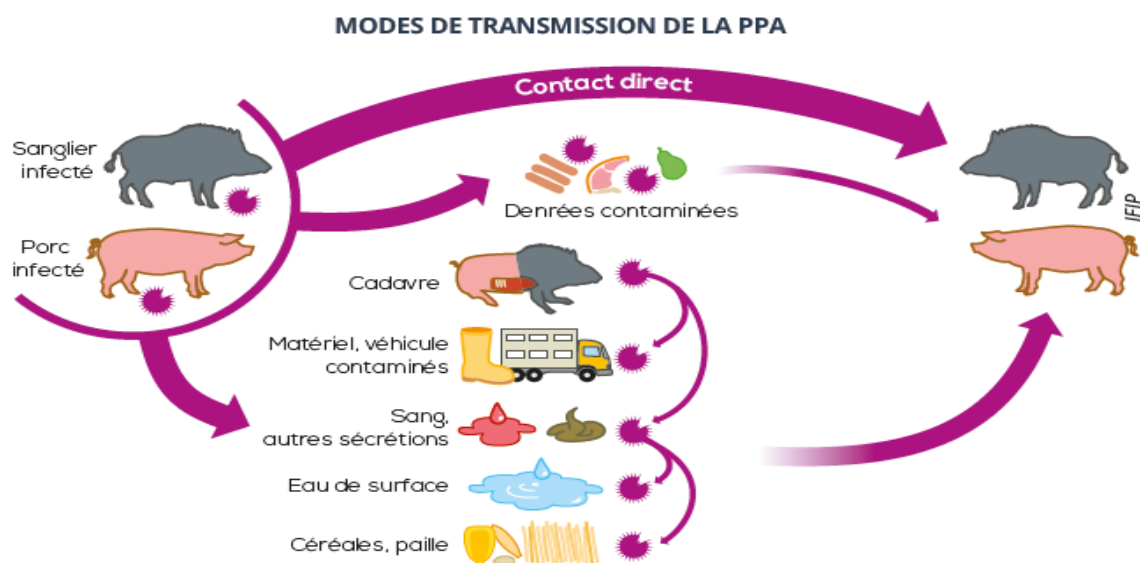 MODES DE TRANSMISSION DE LA PPA
Contact direct
Sanglier
infecté
Denrées contaminées
IFIP
Porc
infecté
Cadavre
Matériel, véhicule
contaminés
Sang,
autres sécrétions
Eau de surface
Céréales, paille